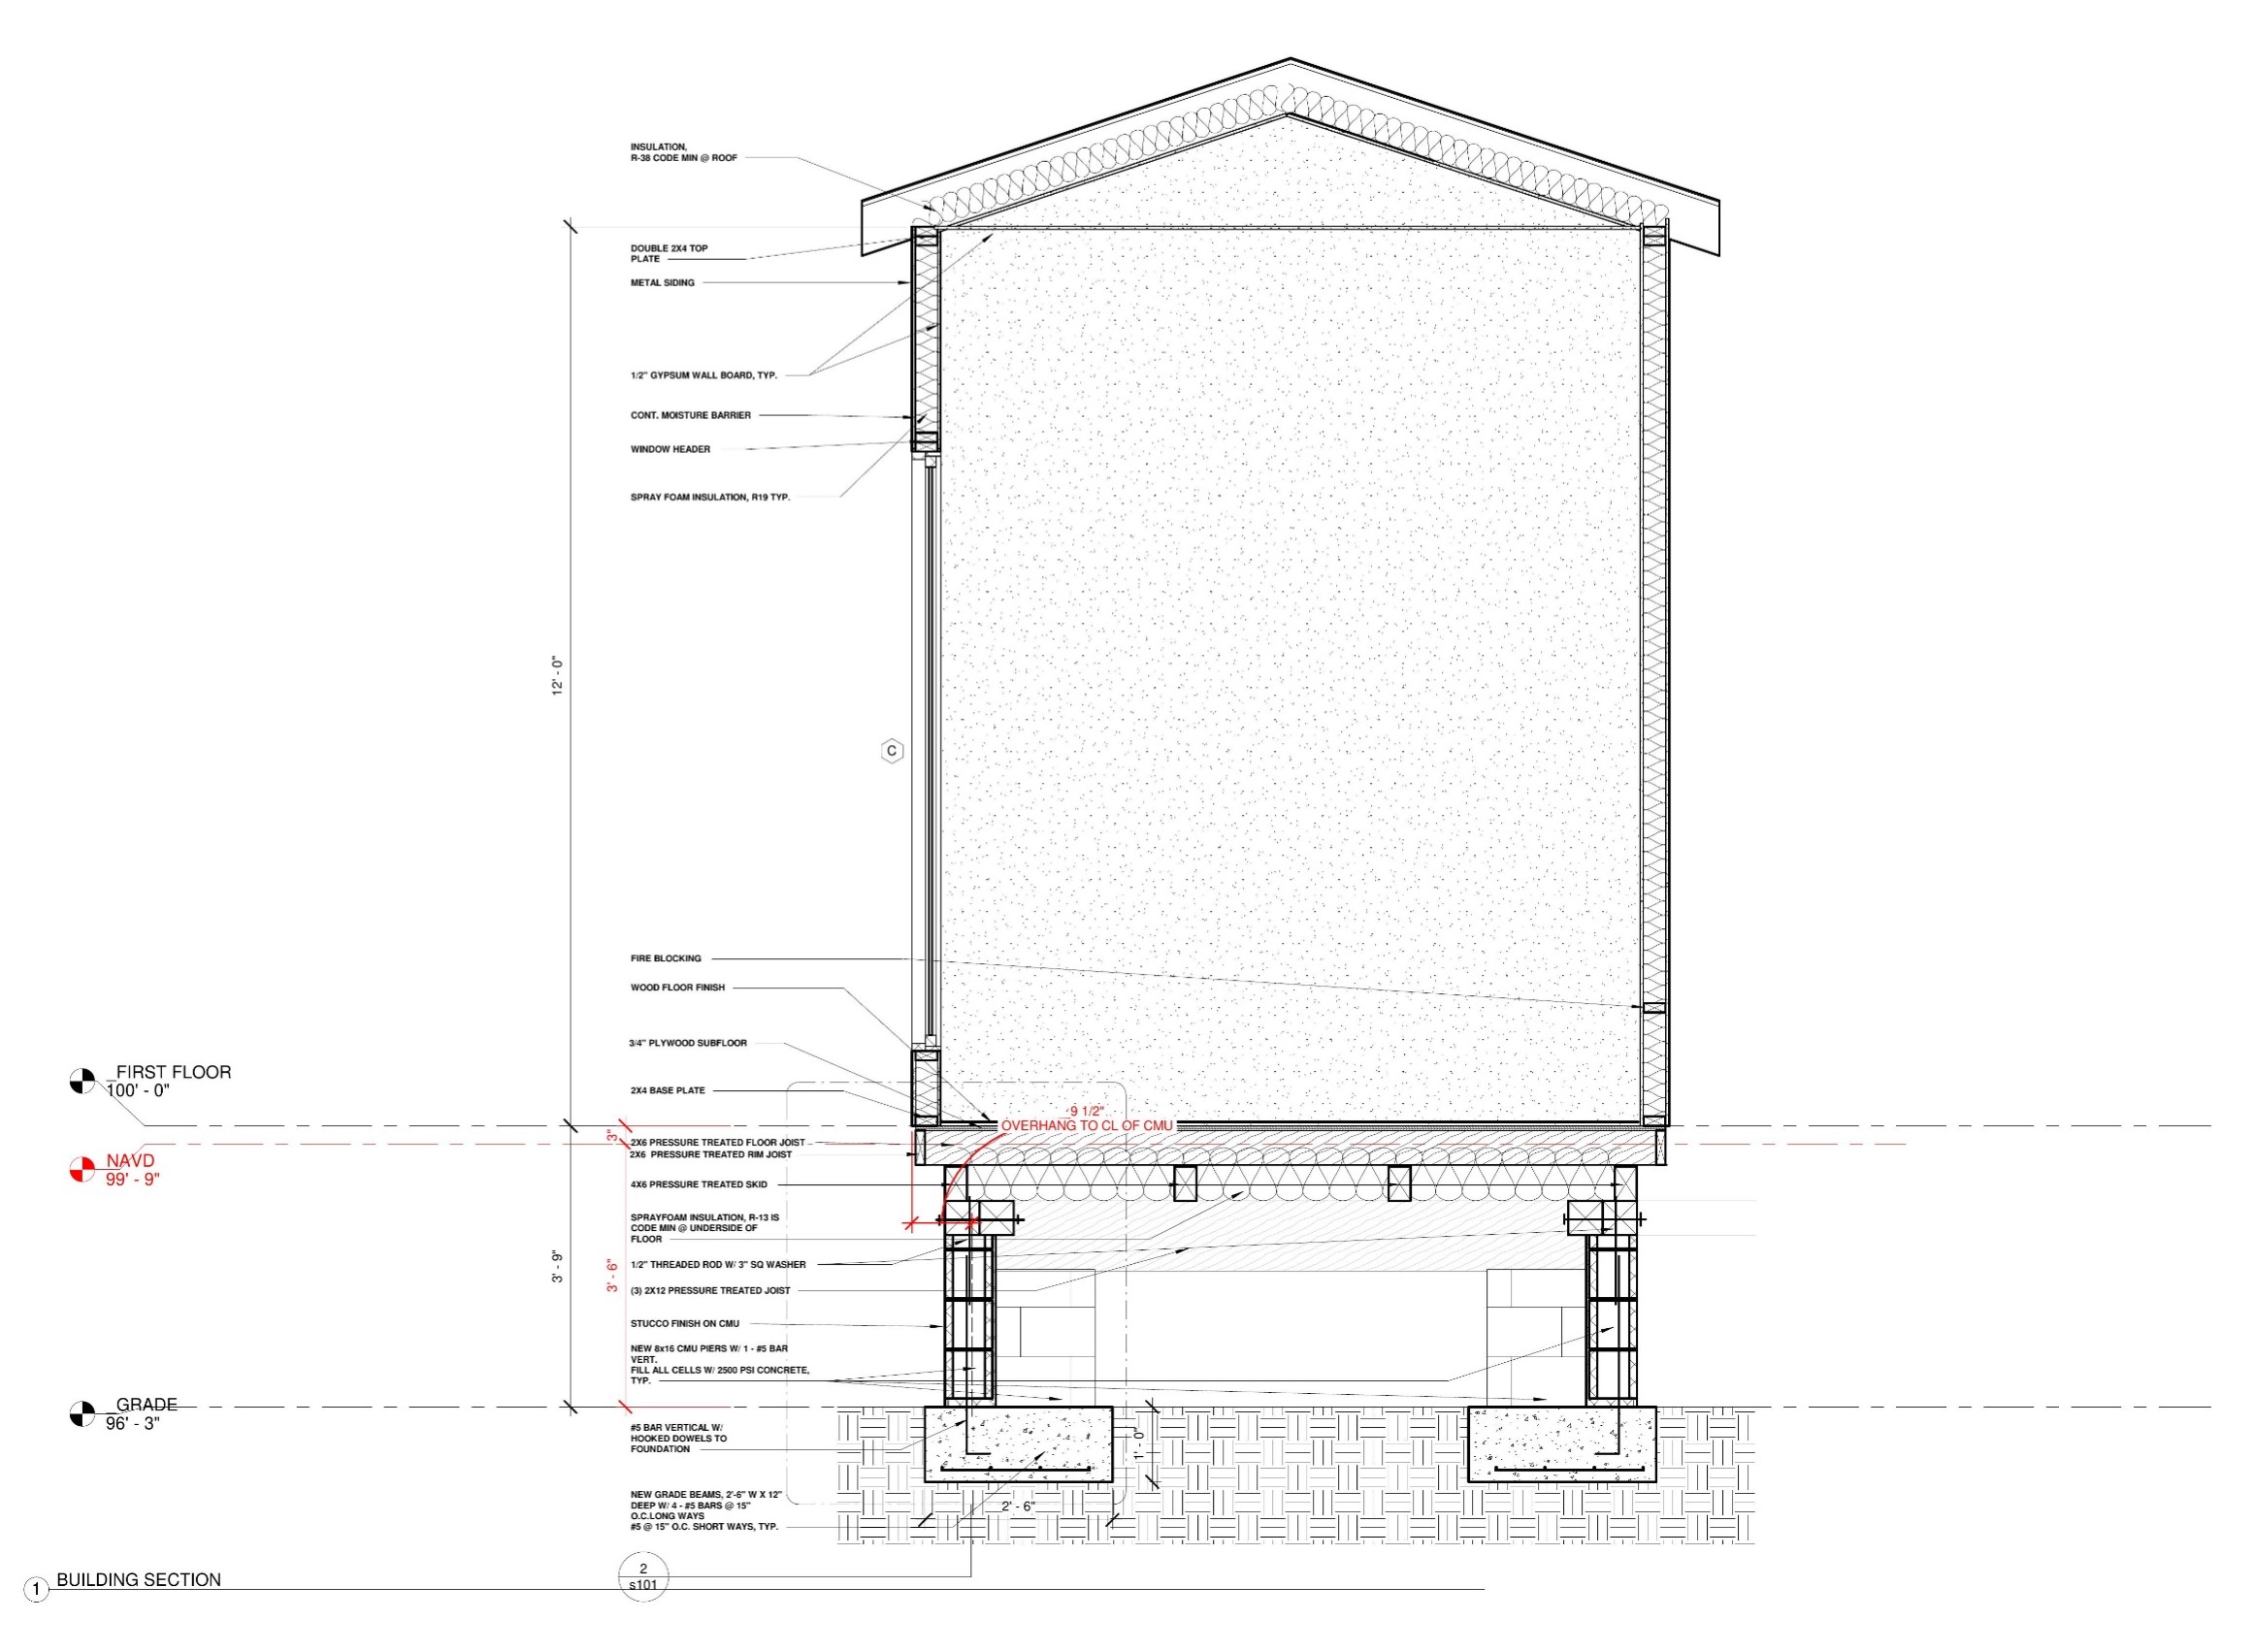 INSULATION,
R-38 CODE MIN @ ROOF
DOUBLE 2X4 TOP
PLATE
METAL SIDING
1/2" GYPSUM WALL BOARD, TYP.
CONT. MOISTURE BARRIER
WINDOW HEADER
SPRAY FOAM INSULATION, R19 TYP.
12' - 0"
C
FIRE BLOCKING
WOOD FLOOR FINISH
3/4" PLYWOOD SUBFLOOR
_FIRST FLOOR
100' - 0"
2X4 BASE PLATE
9 1/2"
OVERHANG TO CL OF CMU
3"
2X6 PRESSURE TREATED FLOOR JOIST
2X6 PRESSURE TREATED RIM JOIST
NAVD
99' - 9"
4X6 PRESSURE TREATED SKID
SPRAYFOAM INSULATION, R-13 IS
CODE MIN @ UNDERSIDE OF
FLOOR
3' - 9"
3' - 6"
1/2" THREADED ROD W/ 3" SQ WASHER
(3) 2X12 PRESSURE TREATED JOIST
STUCCO FINISH ON CMU
NEW 8x16 CMU PIERS W/ 1 - #5 BAR
VERT.
FILL ALL CELLS W/ 2500 PSI CONCRETE,
TYP.
_GRADE
96' - 3"
#5 BAR VERTICAL W/
HOOKED DOWELS TO
FOUNDATION
1' - 0"
NEW GRADE BEAMS, 2'-6" W X 12"
DEEP W/ 4 - #5 BARS @ 15"
O.C.LONG WAYS
#5 @ 15" O.C. SHORT WAYS, TYP.
2' - 6"
2
s101
1
BUILDING SECTION